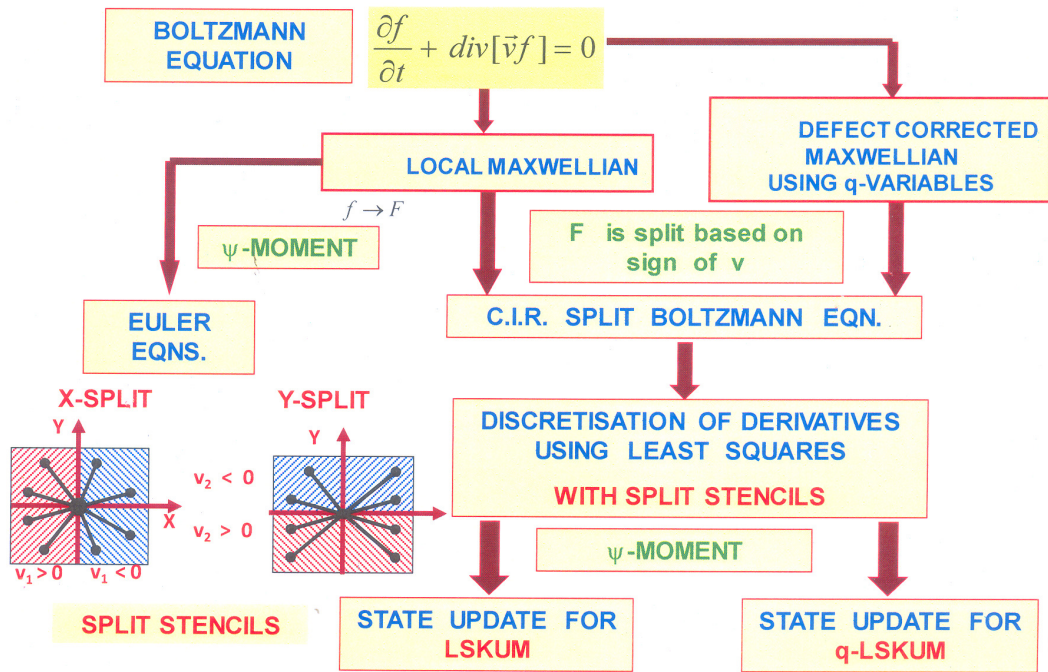 BOLTZMANN
EQUATION
∂f/∂t + div[v⃗f] = 0
DEFECT CORRECTED
MAXWELLIAN
USING q-VARIABLES
LOCAL MAXWELLIAN
f → F
ψ-MOMENT
F is split based on
sign of v
EULER
EQNS.
C.I.R. SPLIT BOLTZMANN EQN.
X-SPLIT
Y
X
v₁ > 0
v₁ < 0
Y-SPLIT
Y
v₂ < 0
v₂ > 0
DISCRETISATION OF DERIVATIVES
USING LEAST SQUARES
WITH SPLIT STENCILS
ψ-MOMENT
SPLIT STENCILS
STATE UPDATE FOR
LSKUM
STATE UPDATE FOR
q-LSKUM